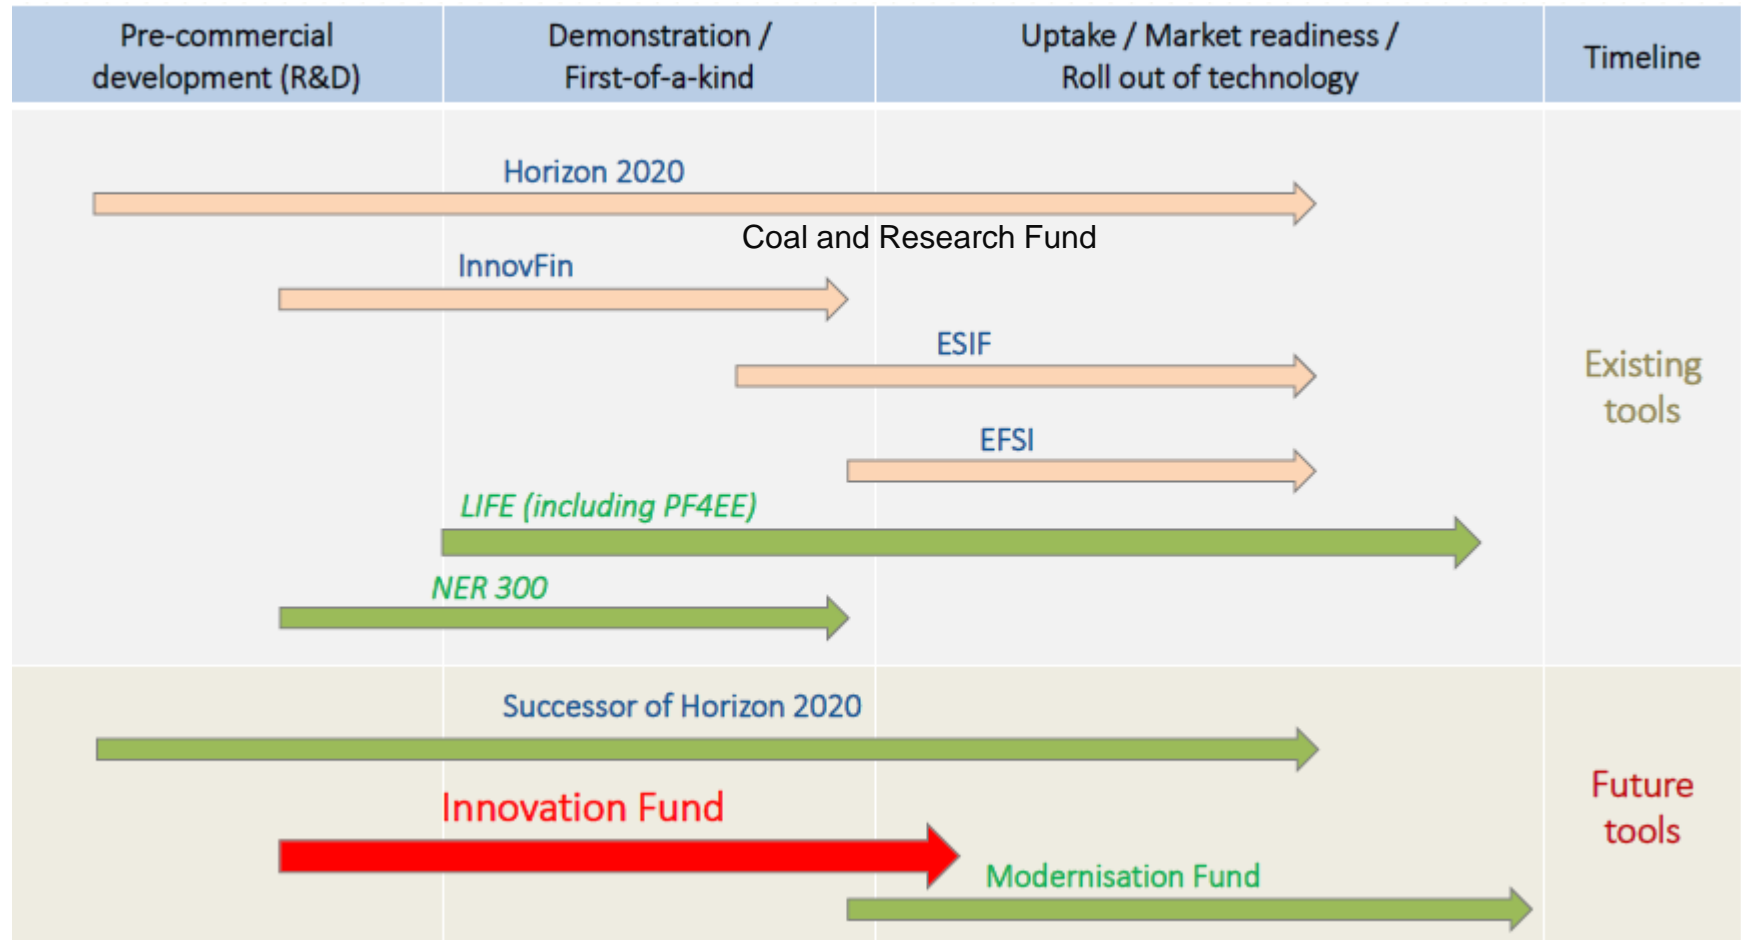 Pre-commercial
development (R&D)
Demonstration /
First-of-a-kind
Uptake / Market readiness /
Roll out of technology
Timeline
Horizon 2020
Coal and Research Fund
InnovFin
ESIF
EFSI
LIFE (including PF4EE)
NER 300
Existing
tools
Successor of Horizon 2020
Innovation Fund
Modernisation Fund
Future
tools